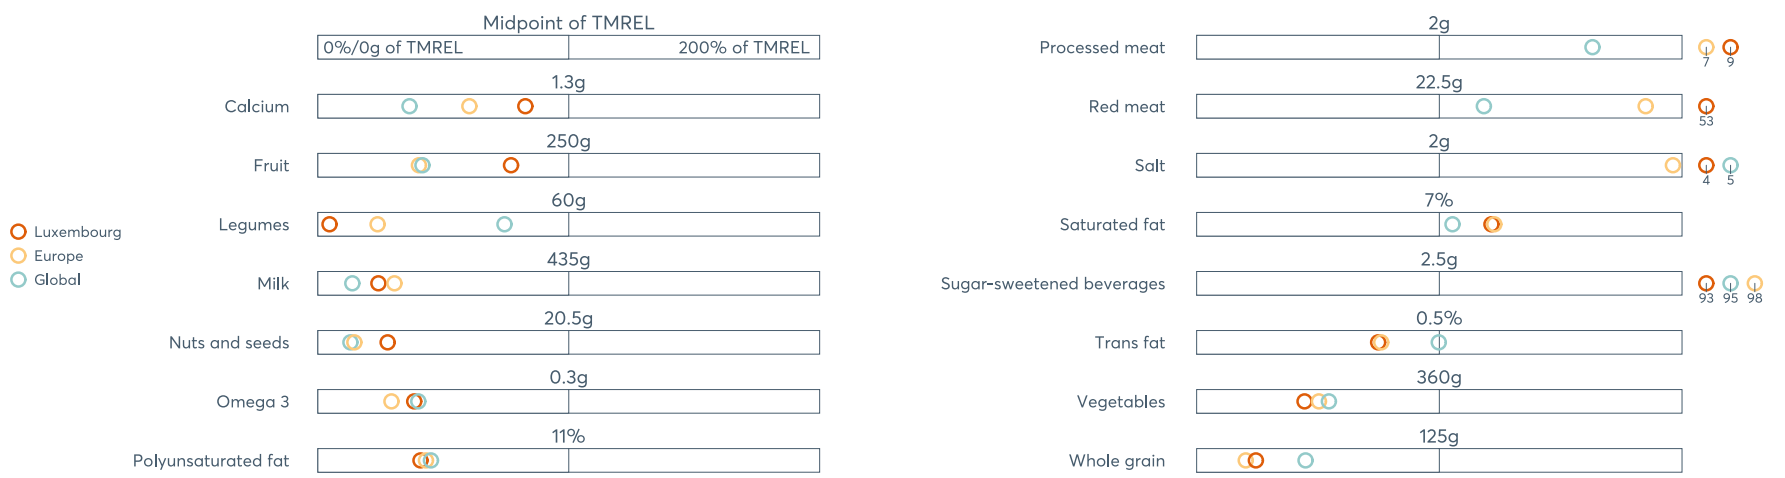 Midpoint of TMREL
0%/0g of TMREL 200% of TMREL
1.3g
Calcium
250g
Fruit
60g
Legumes
435g
Milk
20.5g
Nuts and seeds
0.3g
Omega 3
11%
Polyunsaturated fat
Luxembourg
Europe
Global
2g
Processed meat
7 9
22.5g
Red meat
53
2g
Salt
4 5
7%
Saturated fat
2.5g
Sugar-sweetened beverages
93 95 98
0.5%
Trans fat
360g
Vegetables
125g
Whole grain